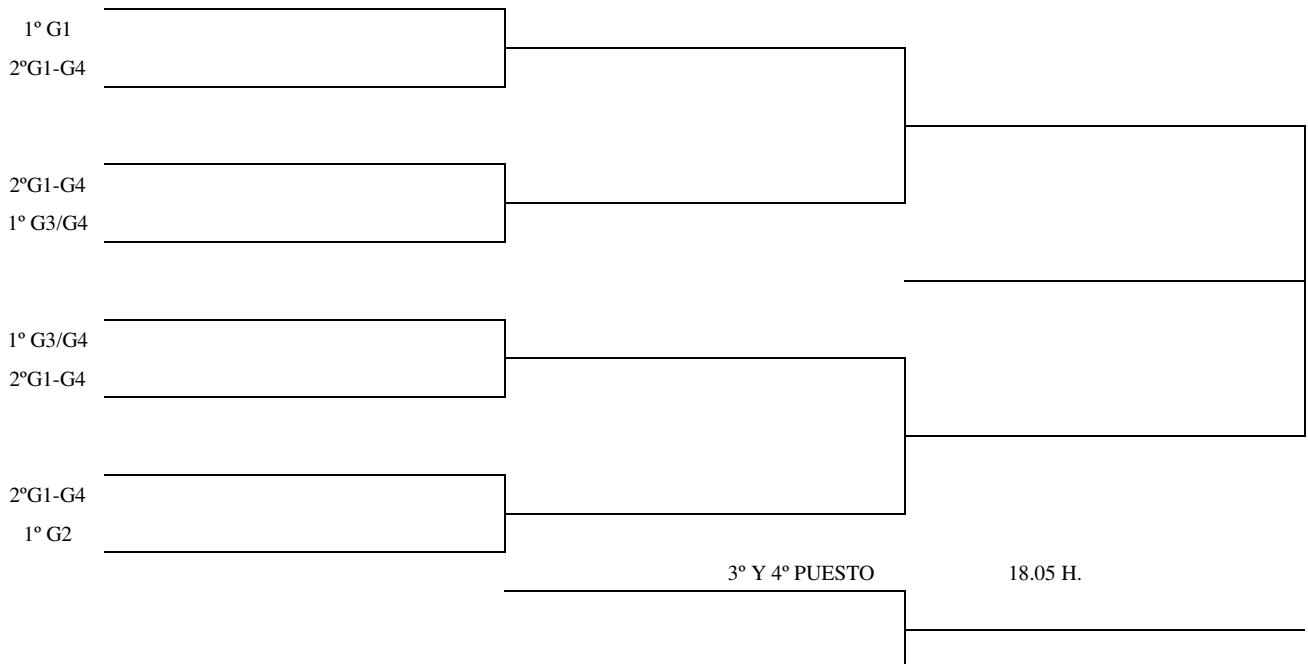 1º G1
2ºG1-G4
2ºG1-G4
1º G3/G4
1º G3/G4
2ºG1-G4
2ºG1-G4
1º G2
3º Y 4º PUESTO 18.05 H.